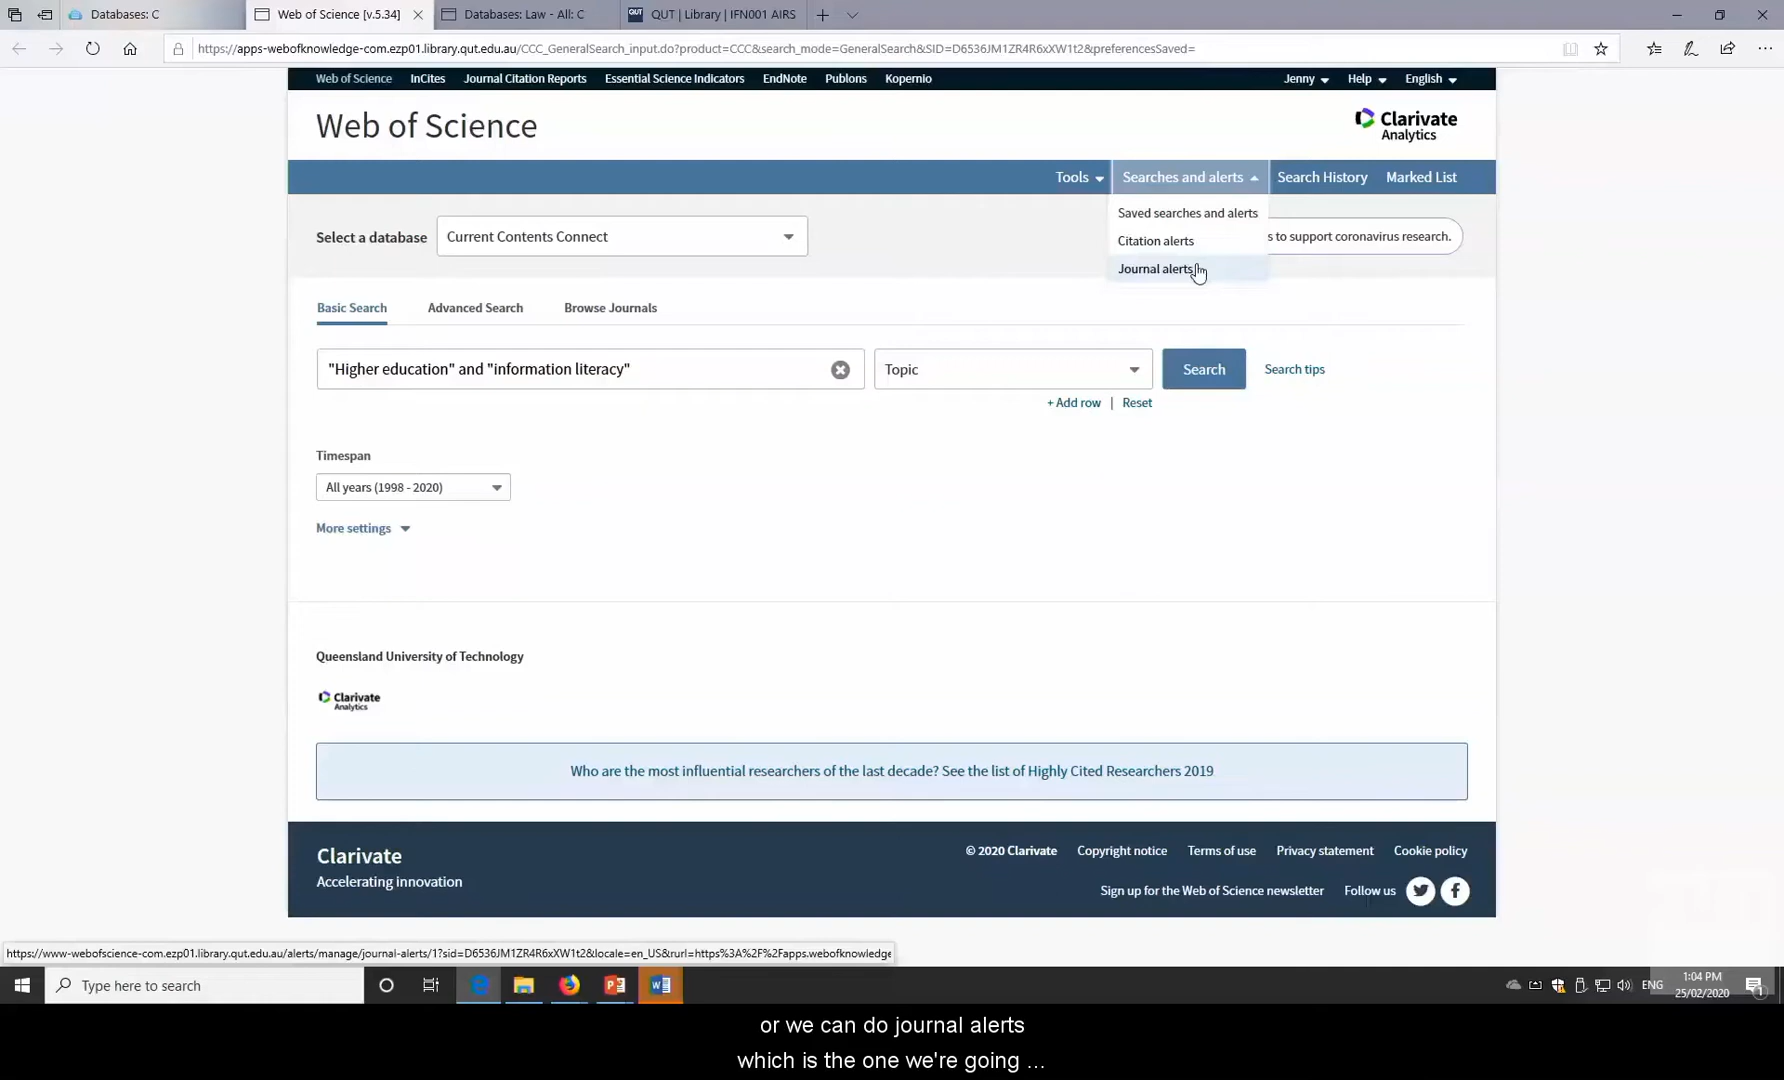 Databases: C
Web of Science [v.5.34]
Databases: Law - All: C
QUT | Library | IFN001 AIRS
https://apps-webofknowledge-com.ezp01.library.qut.edu.au/CCC_GeneralSearch_input.do?product=CCC&search_mode=GeneralSearch&SID=D6536JM1ZR4R6xXW1t2&preferencesSaved=
Web of Science InCites Journal Citation Reports Essential Science Indicators EndNote Publons Kopernio Jenny Help English
Web of Science
Clarivate
Analytics
Tools Searches and alerts Search History Marked List
Saved searches and alerts
Citation alerts
Journal alerts
Select a database Current Contents Connect
s to support coronavirus research.
Basic Search Advanced Search Browse Journals
"Higher education" and "information literacy" Topic Search Search tips
+ Add row | Reset
Timespan
All years (1998 - 2020)
More settings
Queensland University of Technology
Clarivate
Analytics
Who are the most influential researchers of the last decade? See the list of Highly Cited Researchers 2019
Clarivate
Accelerating innovation
© 2020 Clarivate Copyright notice Terms of use Privacy statement Cookie policy
Sign up for the Web of Science newsletter Follow us
https://www-webofscience-com.ezp01.library.qut.edu.au/alerts/manage/journal-alerts/1?sid=D6536JM1ZR4R6xXW1t2&locale=en_US&rurl=https%3A%2F%2Fapps.webofknowledge
Type here to search
ENG
1:04 PM
25/02/2020
or we can do journal alerts
which is the one we're going ...